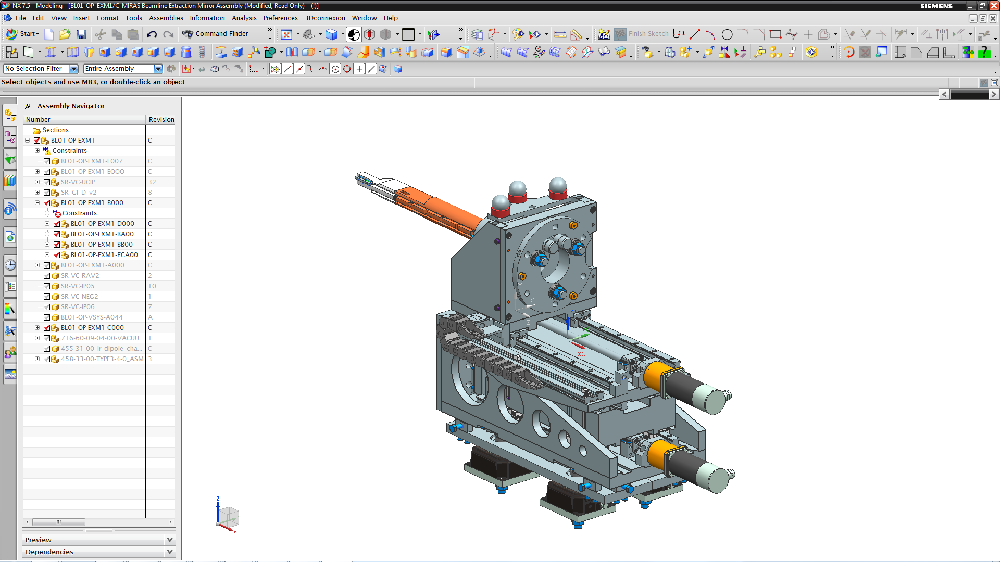 NX 7.5 - Modeling - [BL01-OP-EXM1/C-MIRAS Beamline Extraction Mirror Assembly (Modified, Read Only)   (!)]
SIEMENS
File Edit View Insert Format Tools Assemblies Information Analysis Preferences 3Dconnexion Window Help
Start
Command Finder
Finish Sketch
No Selection Filter
Entire Assembly
Select objects and use MB3, or double-click an object
Assembly Navigator
Number Revision
Sections
BL01-OP-EXM1 C
Constraints
BL01-OP-EXM1-E007 C
BL01-OP-EXM1-EOOO C
SR-VC-UCIP 32
SR_GI_D_v2 8
BL01-OP-EXM1-B000 C
Constraints
BL01-OP-EXM1-D000 C
BL01-OP-EXM1-BA00 C
BL01-OP-EXM1-BB00 C
BL01-OP-EXM1-FCA00 C
BL01-OP-EXM1-A000 C
SR-VC-RAV2 2
SR-VC-IP05 10
SR-VC-NEG2 1
SR-VC-IP06 7
BL01-OP-VSYS-A044 A
BL01-OP-EXM1-C000 C
716-60-09-04-00-VACUU... 1
455-31-00_ir_dipole_cha... C
458-33-00-TYPE3-4-0_ASM 3
Preview
Dependencies
Y
X
Z
ZC
XC
Z
X